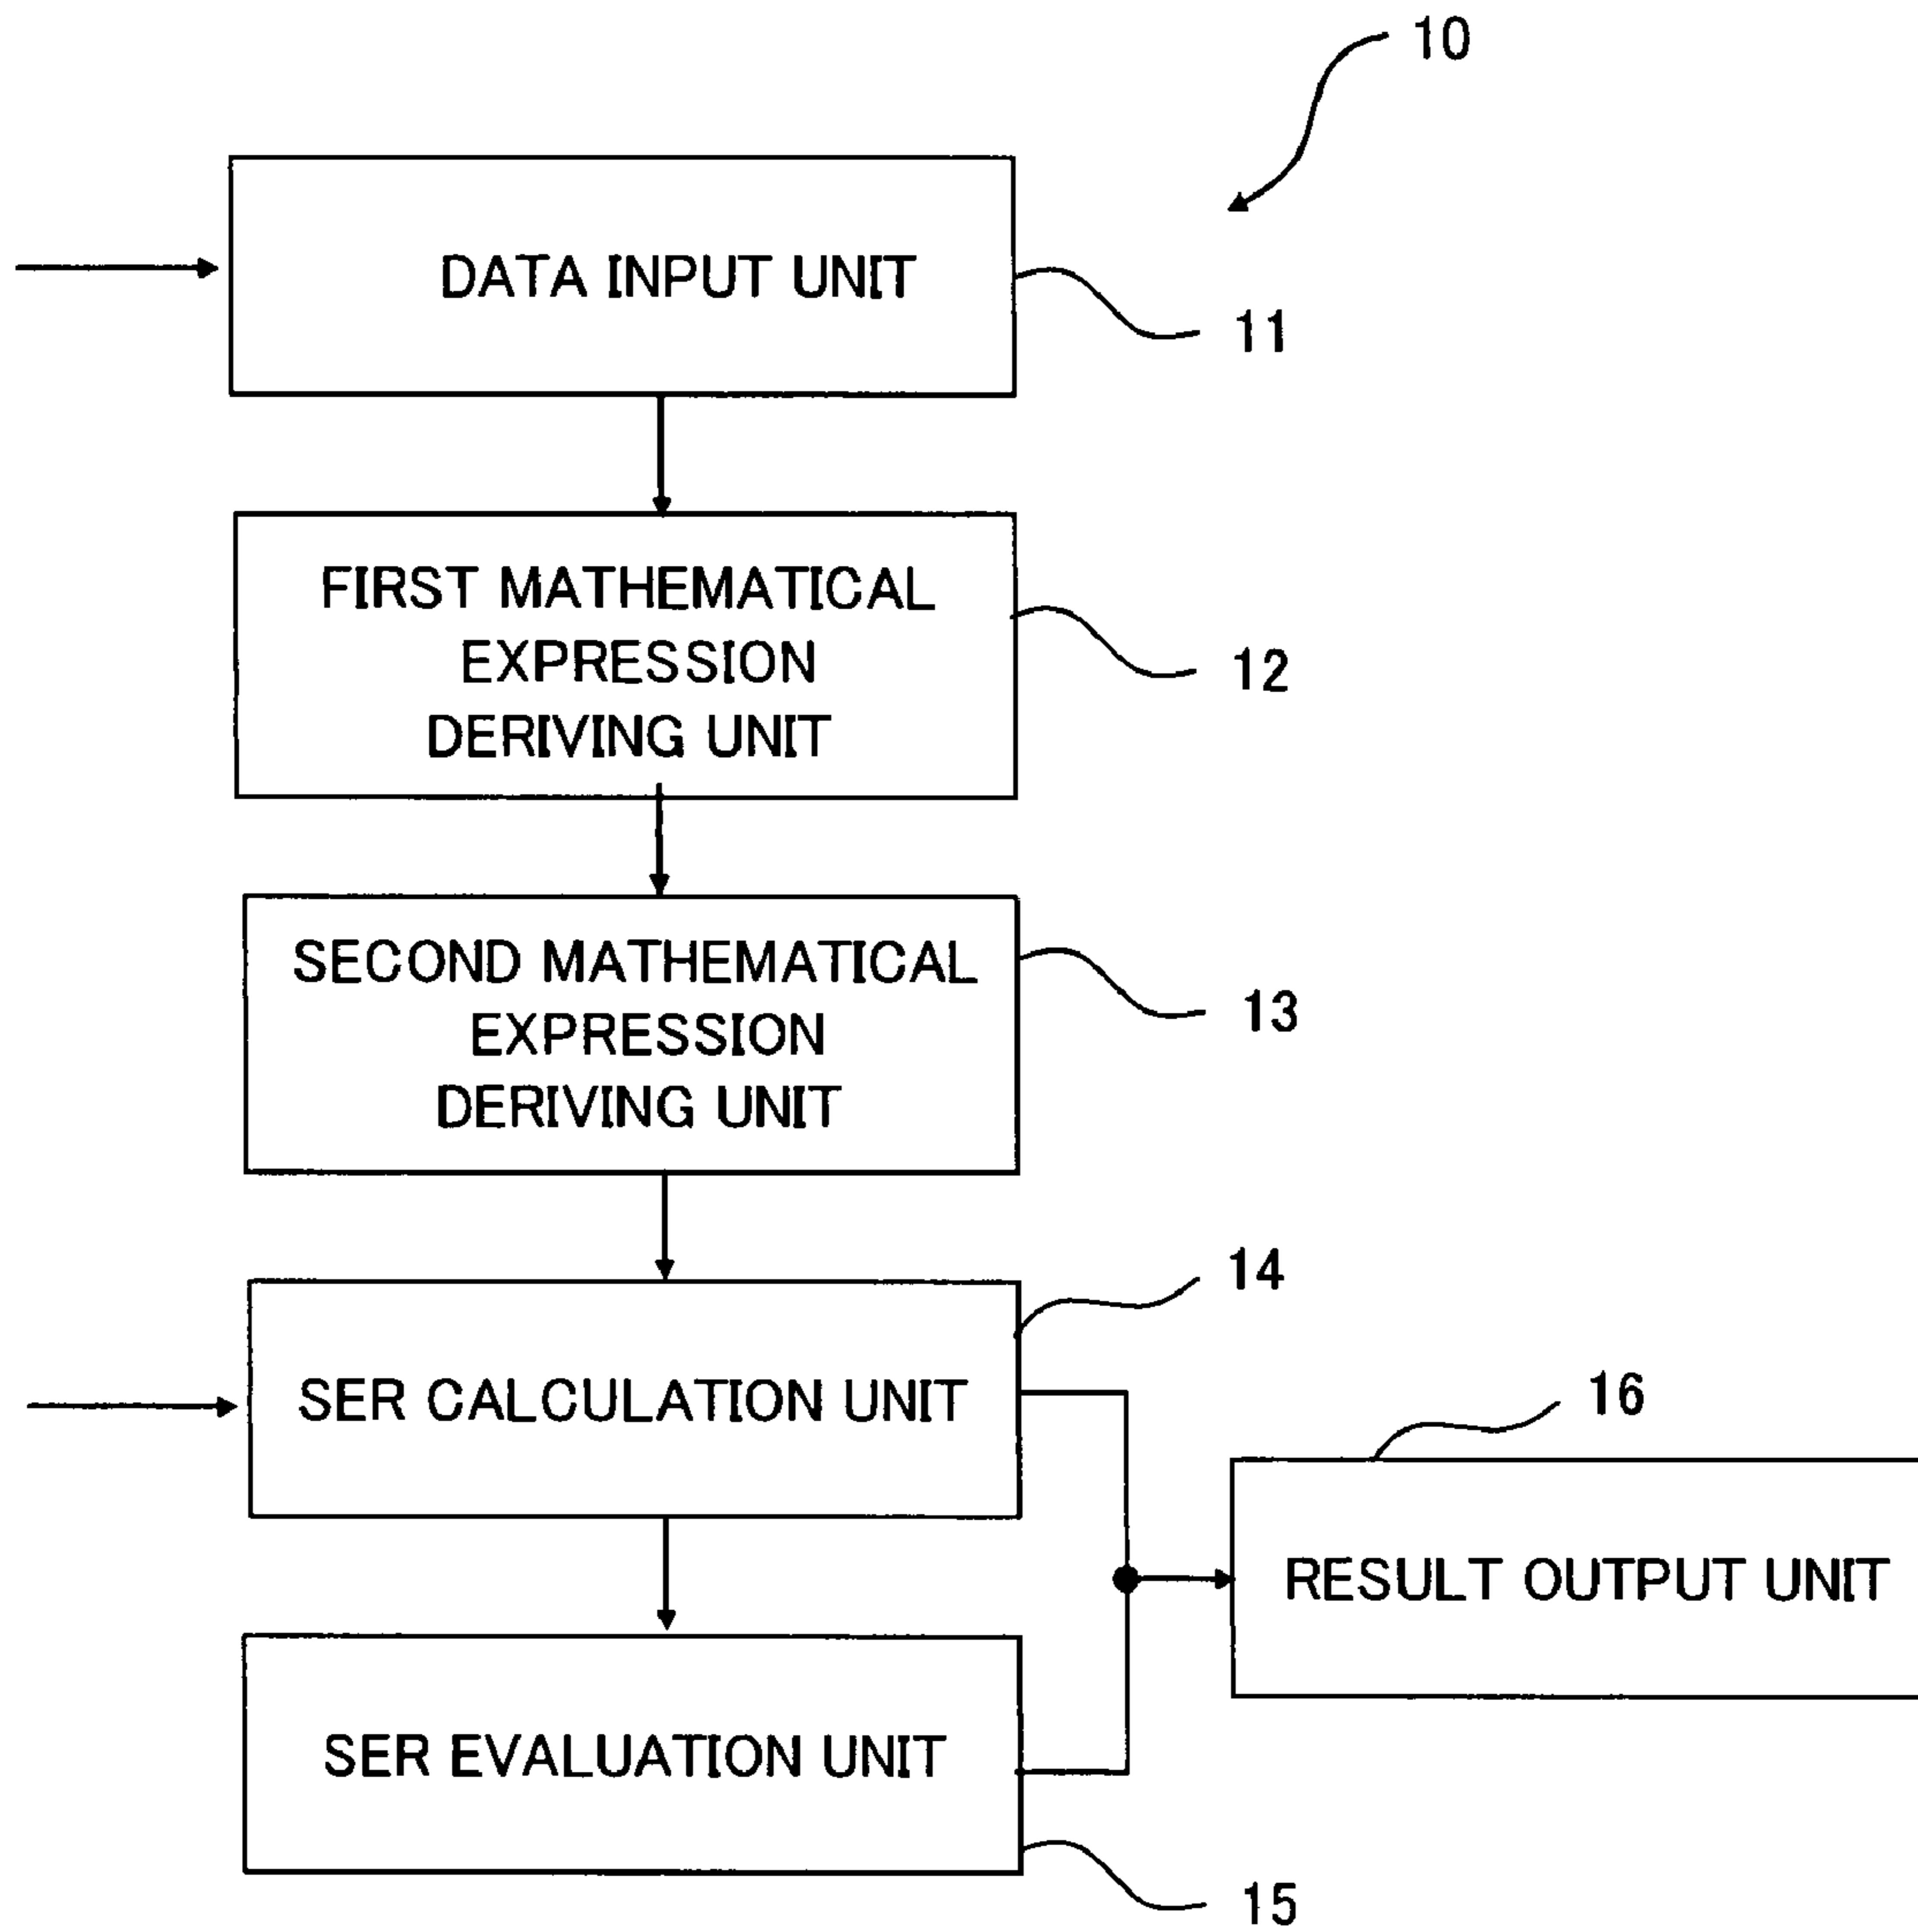 10
DATA INPUT UNIT
11
FIRST MATHEMATICAL
EXPRESSION
DERIVING UNIT
12
SECOND MATHEMATICAL
EXPRESSION
DERIVING UNIT
13
14
SER CALCULATION UNIT
16
RESULT OUTPUT UNIT
SER EVALUATION UNIT
15